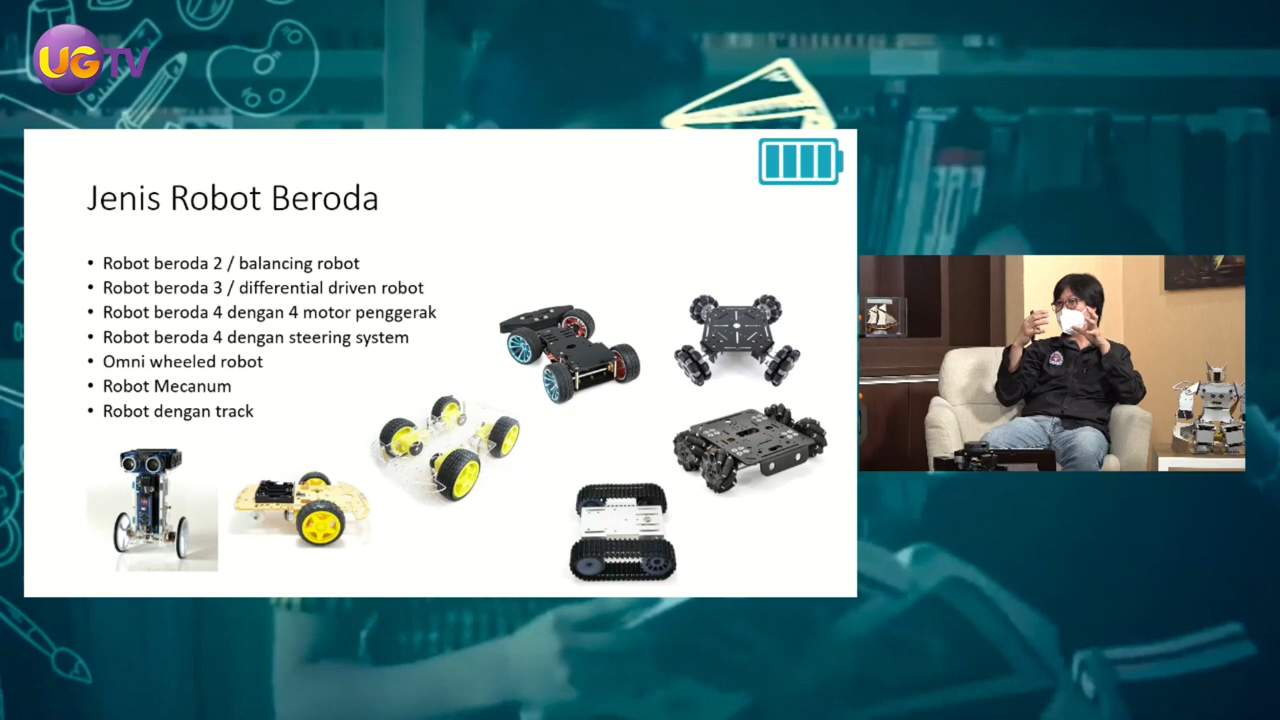 UGTV
Jenis Robot Beroda
• Robot beroda 2 / balancing robot
• Robot beroda 3 / differential driven robot
• Robot beroda 4 dengan 4 motor penggerak
• Robot beroda 4 dengan steering system
• Omni wheeled robot
• Robot Mecanum
• Robot dengan track